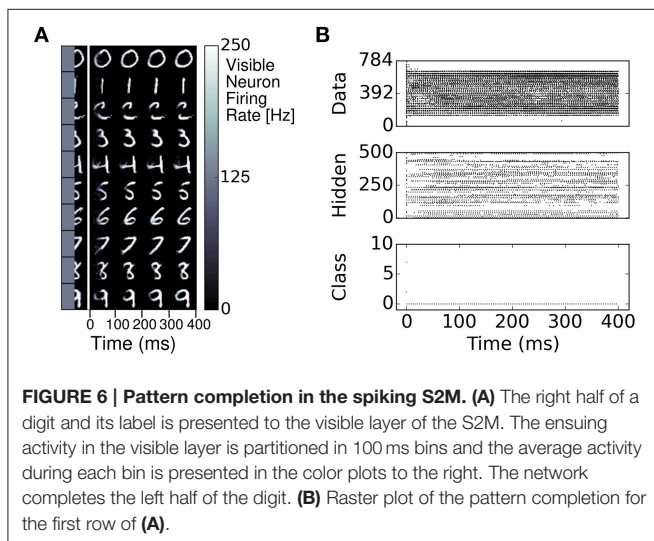 A
250
Visible
Neuron
Firing
Rate [Hz]
125
0
0 100 200 300 400
Time (ms)
B
784
392
0
Data
500
250
0
Hidden
10
5
0
Class
0 100 200 300 400
Time (ms)
FIGURE 6 | Pattern completion in the spiking S2M. (A) The right half of a
digit and its label is presented to the visible layer of the S2M. The ensuing
activity in the visible layer is partitioned in 100 ms bins and the average activity
during each bin is presented in the color plots to the right. The network
completes the left half of the digit. (B) Raster plot of the pattern completion for
the first row of (A).